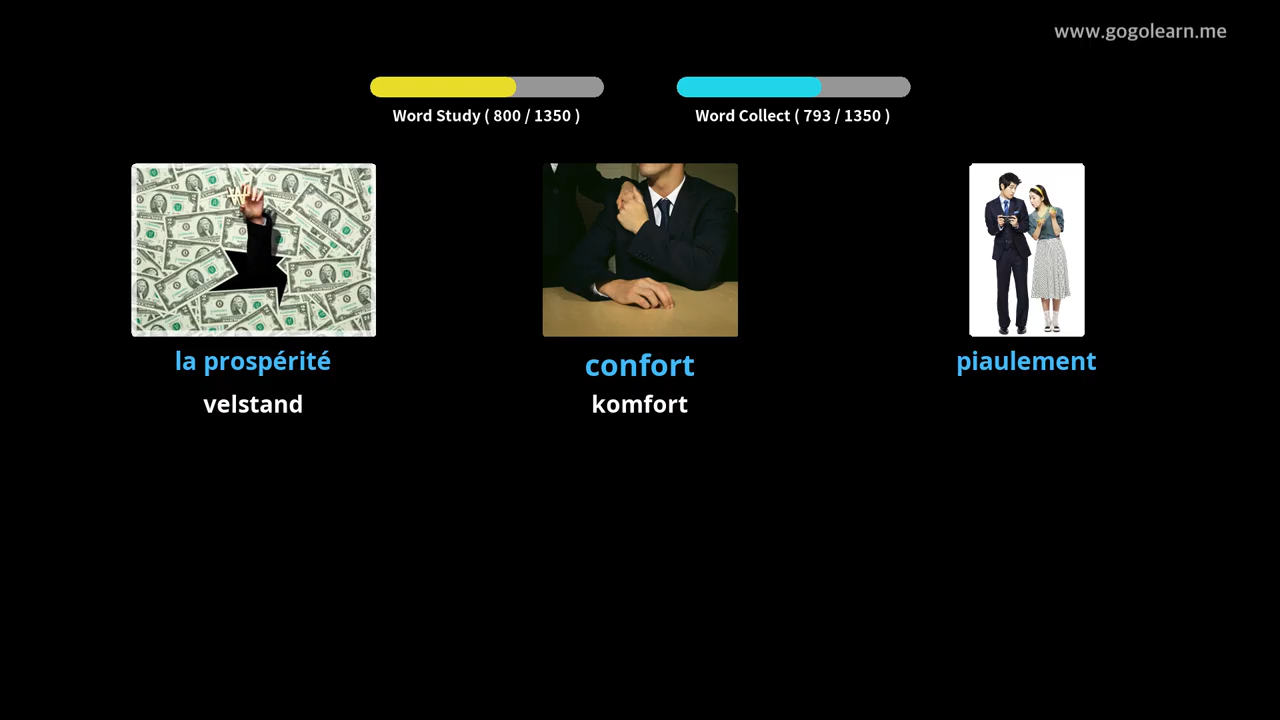 www.gogolearn.me
Word Study ( 800 / 1350 )
Word Collect ( 793 / 1350 )
la prospérité
confort
piaulement
velstand
komfort